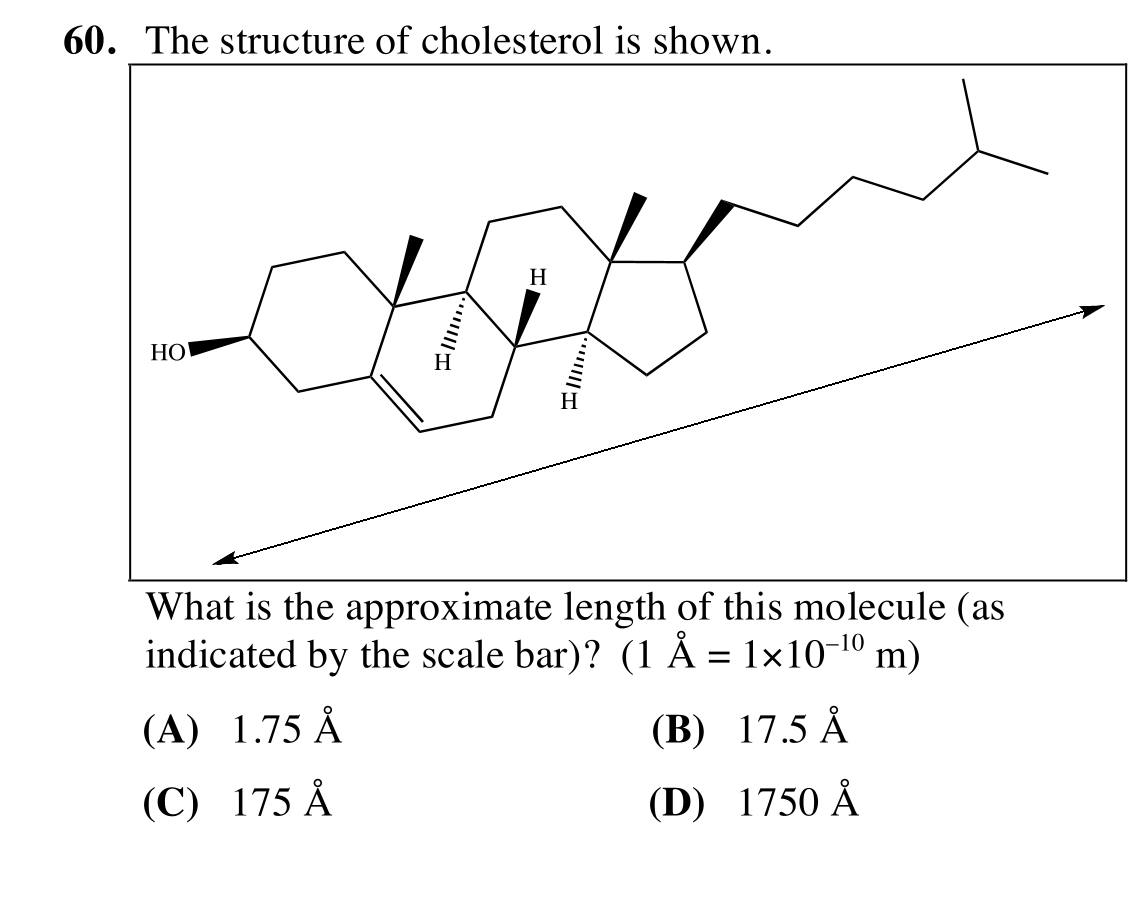 60. The structure of cholesterol is shown.
H
HO
H
H
What is the approximate length of this molecule (as
indicated by the scale bar)? (1 Å = 1×10⁻¹⁰ m)
(A) 1.75 Å (B) 17.5 Å
(C) 175 Å (D) 1750 Å